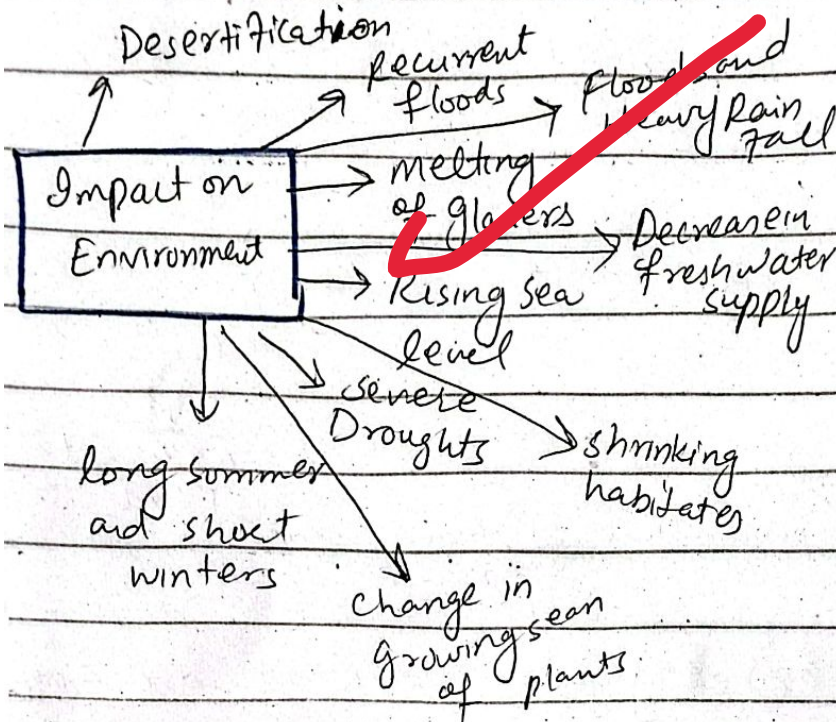 Desertification
Recurrent
floods
Floods and
Heavy Rain
Fall
Impact on
Environment
melting
of glaciers
Decrease in
freshwater
supply
Rising sea
level
severe
Droughts
shrinking
habitates
long summer
and short
winters
change in
growing sean
of plants